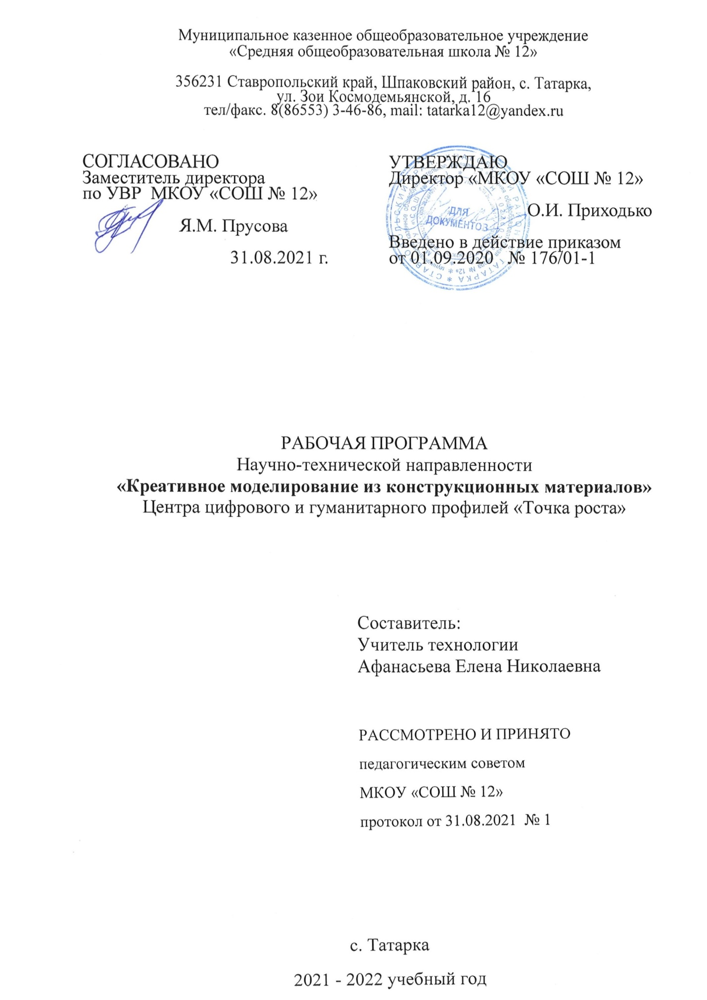 Муниципальное казенное общеобразовательное учреждение
«Средняя общеобразовательная школа № 12»
356231 Ставропольский край, Шпаковский район, с. Татарка,
ул. Зои Космодемьянской, д. 16
тел/факс. 8(86553) 3-46-86, mail: tatarka12@yandex.ru
СОГЛАСОВАНО
Заместитель директора
по УВР МКОУ «СОШ № 12»
Я.М. Прусова
31.08.2021 г.
УТВЕРЖДАЮ
Директор «МКОУ «СОШ № 12»
О.И. Приходько
Введено в действие приказом
от 01.09.2020 № 176/01-1
ДЛЯ
ДОКУМЕНТОВ
РАБОЧАЯ ПРОГРАММА
Научно-технической направленности
«Креативное моделирование из конструкционных материалов»
Центра цифрового и гуманитарного профилей «Точка роста»
Составитель:
Учитель технологии
Афанасьева Елена Николаевна
РАССМОТРЕНО И ПРИНЯТО
педагогическим советом
МКОУ «СОШ № 12»
протокол от 31.08.2021 № 1
с. Татарка
2021 - 2022 учебный год